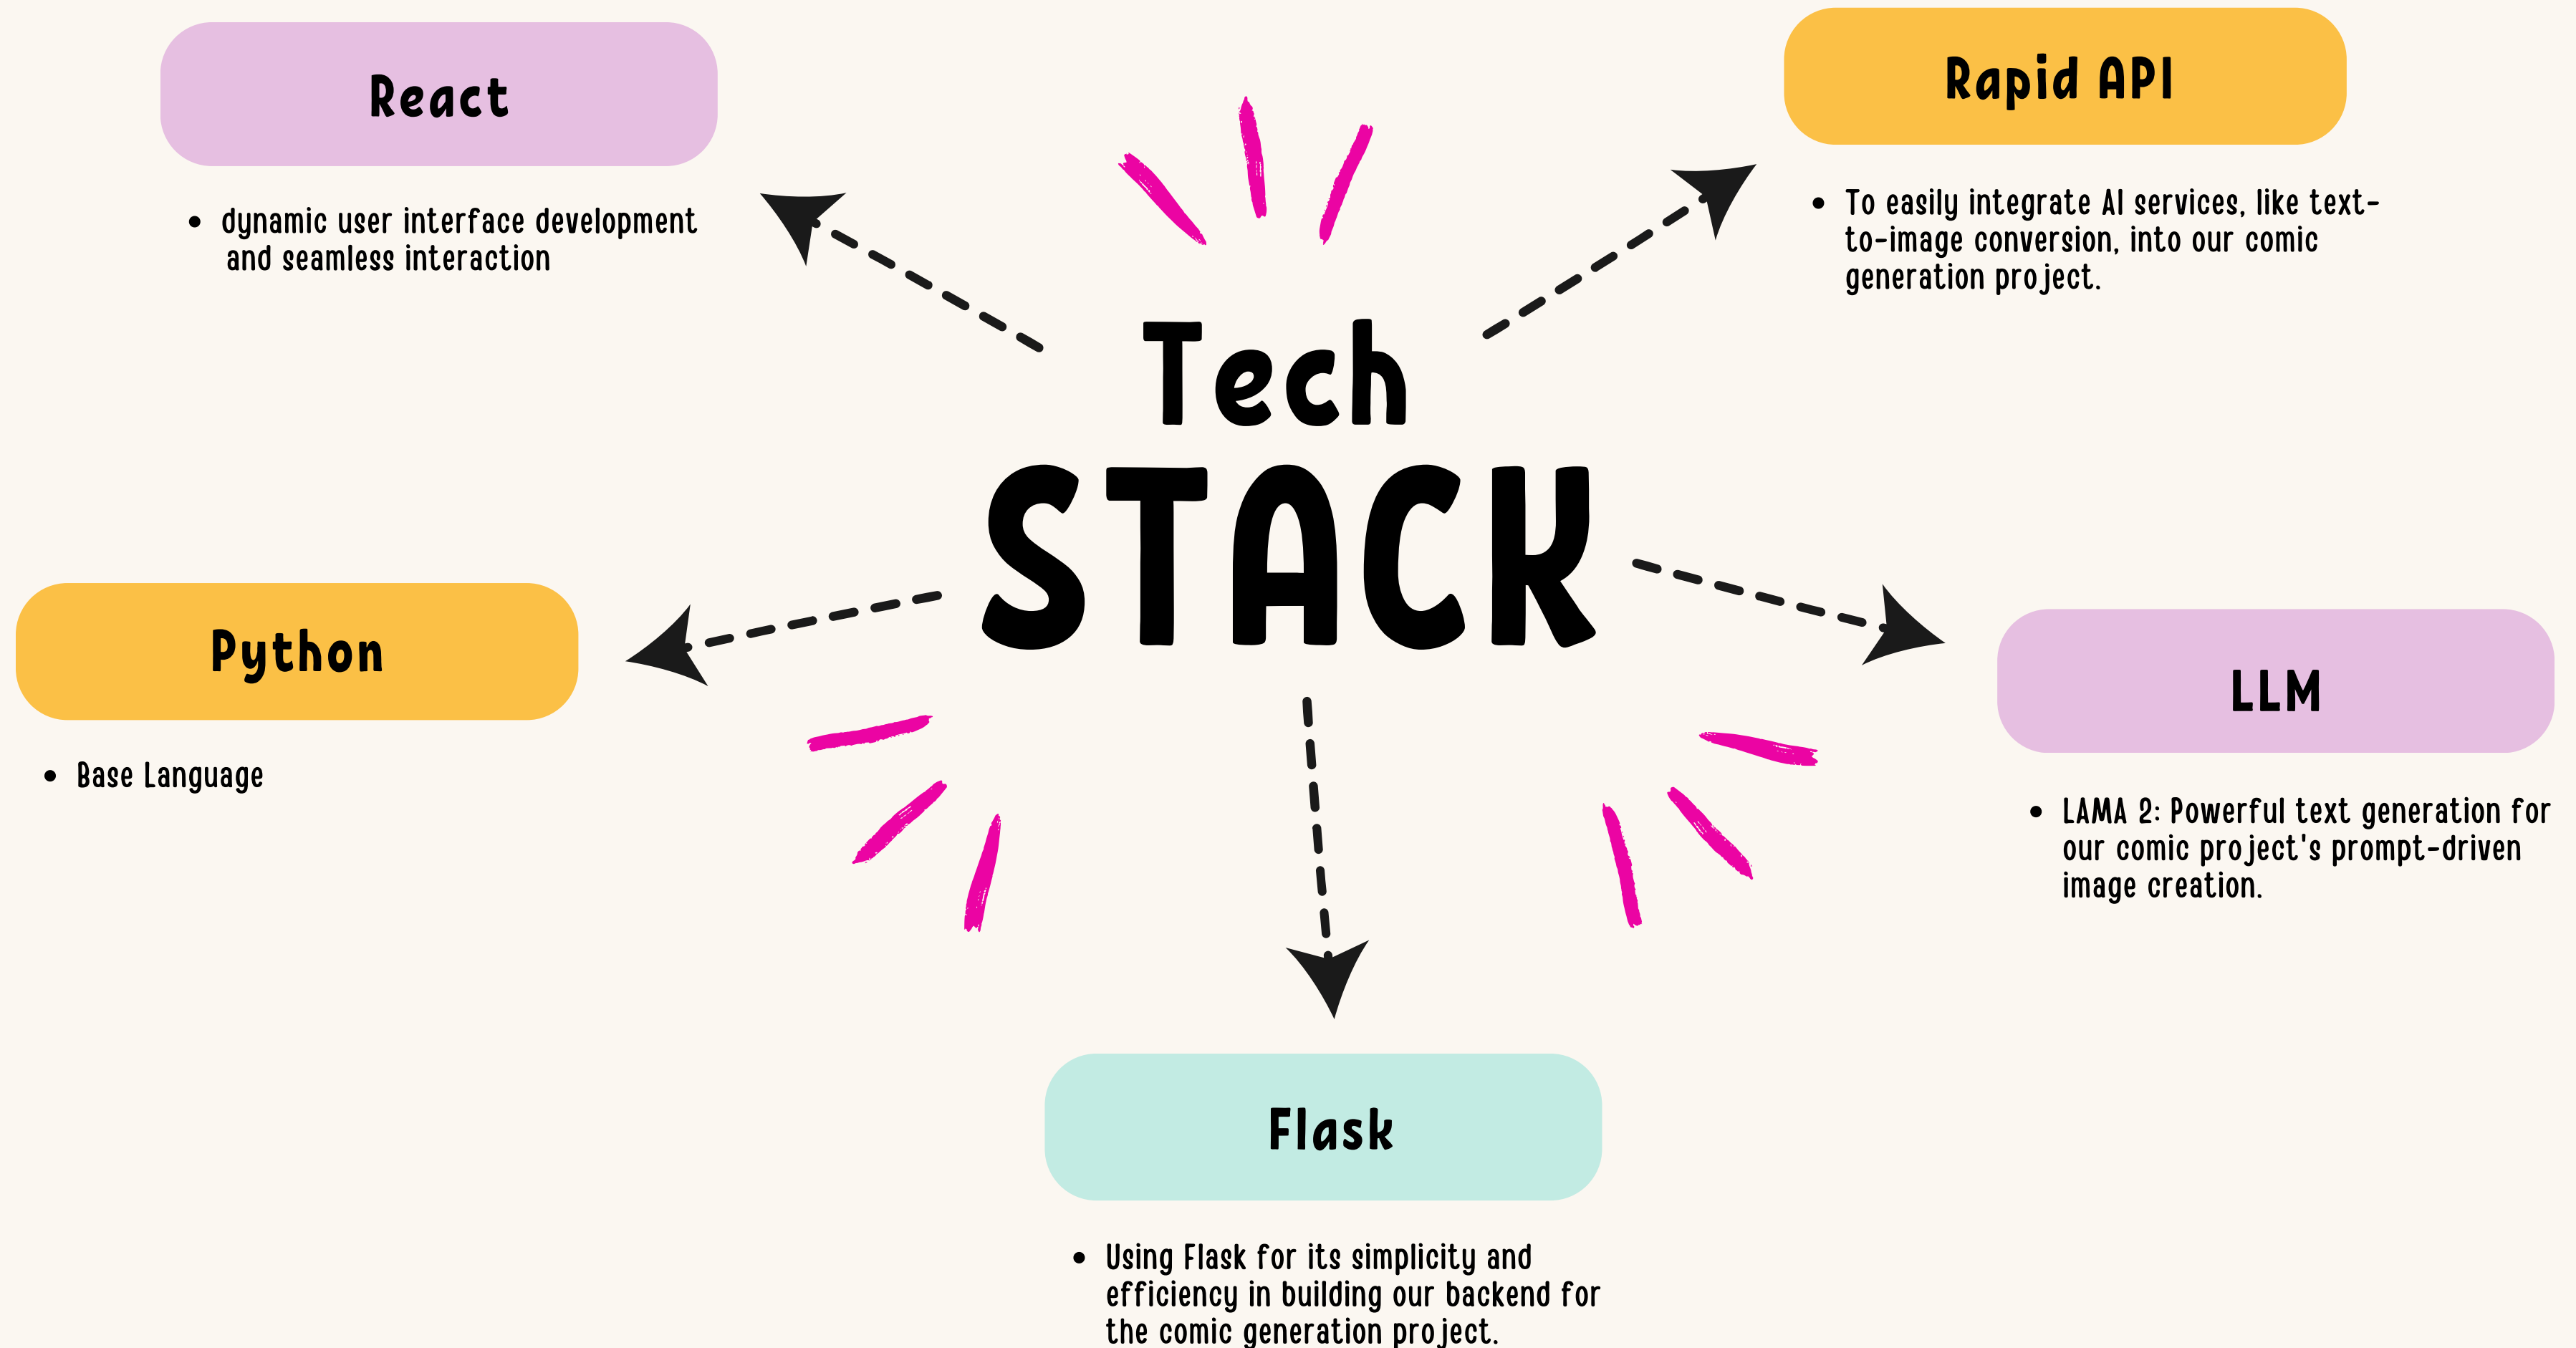 React
• dynamic user interface development
and seamless interaction
Rapid API
• To easily integrate AI services, like text-
to-image conversion, into our comic
generation project.
Tech
STACK
Python
• Base Language
LLM
• LAMA 2: Powerful text generation for
our comic project's prompt-driven
image creation.
Flask
• Using Flask for its simplicity and
efficiency in building our backend for
the comic generation project.